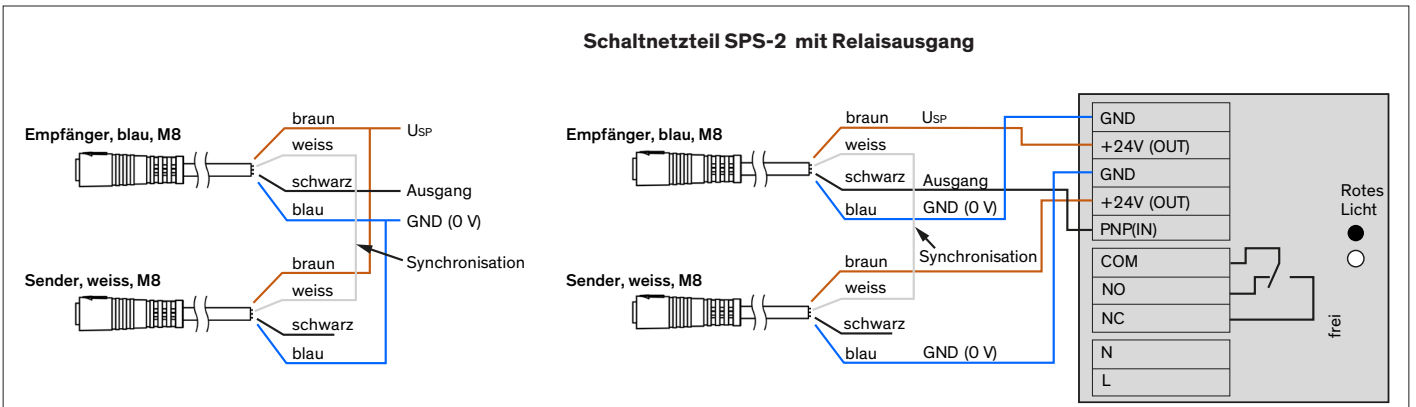 Schaltnetzteil SPS-2 mit Relaisausgang
Empfänger, blau, M8
braun
USP
weiss
schwarz
Ausgang
blau
GND (0 V)
Synchronisation
Sender, weiss, M8
braun
weiss
schwarz
blau
Empfänger, blau, M8
braun
USP
weiss
schwarz
Ausgang
blau
GND (0 V)
Synchronisation
Sender, weiss, M8
braun
weiss
schwarz
blau
GND (0 V)
GND
+24V (OUT)
GND
+24V (OUT)
PNP(IN)
COM
NO
NC
N
L
frei
Rotes
Licht